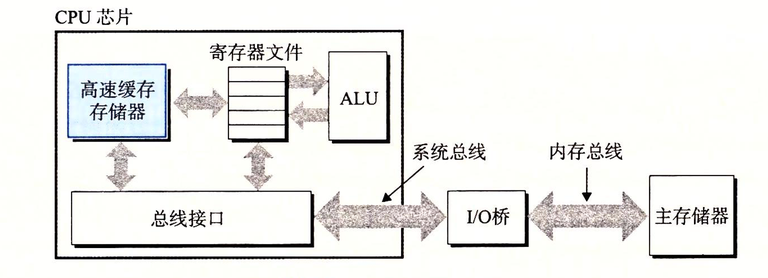 CPU 芯片
寄存器文件
高速缓存
存储器
ALU
系统总线
内存总线
总线接口
I/O桥
主存储器